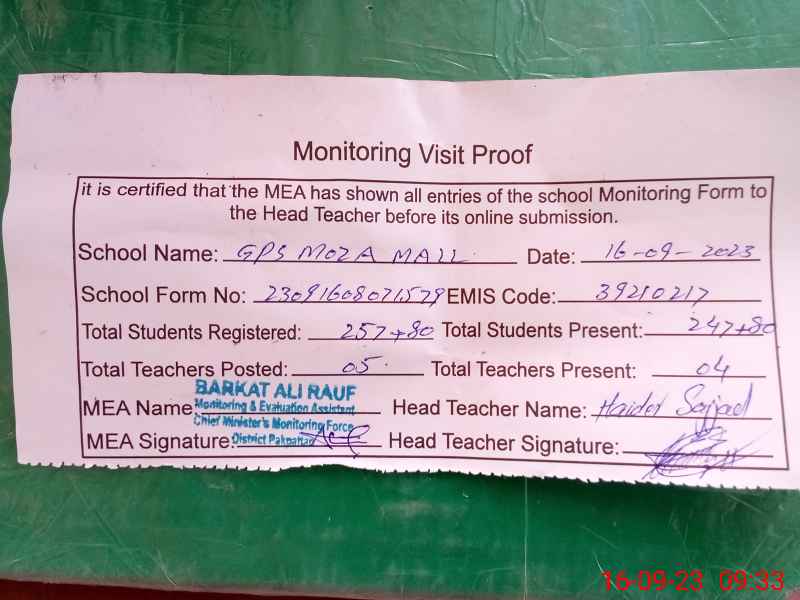 Monitoring Visit Proof
it is certified that the MEA has shown all entries of the school Monitoring Form to
the Head Teacher before its online submission.
School Name: GPS MOZA MALL Date: 16-09-2023
School Form No: 23091608071579 EMIS Code: 39210217
Total Students Registered: 257+80 Total Students Present: 247+80
Total Teachers Posted: 05 Total Teachers Present: 04
BARKAT ALI RAUF
MEA Name: Monitoring & Evaluation Assistant Head Teacher Name: Haider Sajjad
Chief Minister's Monitoring Force
MEA Signature: District Pakpattan Head Teacher Signature:
16-09-23 09:33